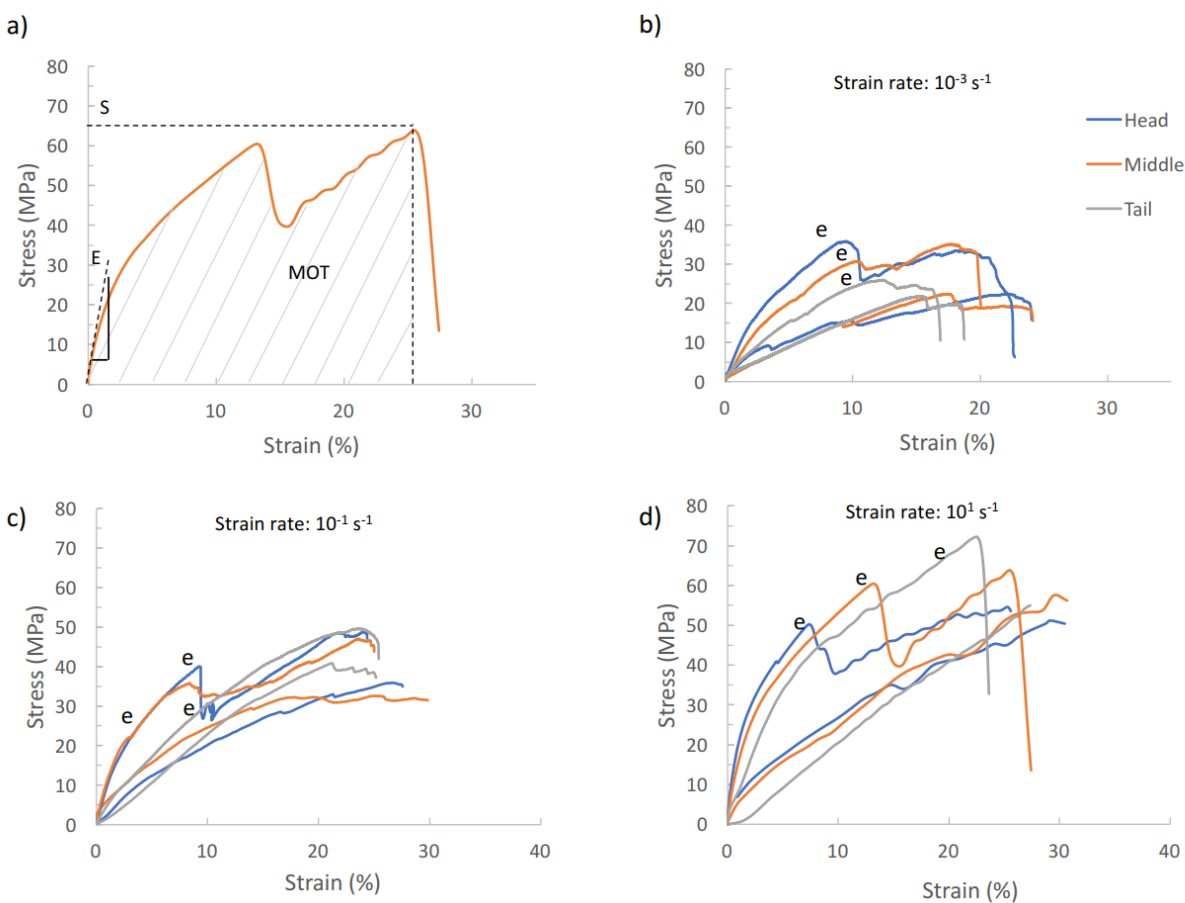 a)
80
70
60
50
40
30
20
10
0
Stress (MPa)
S
E
MOT
0 10 20 30
Strain (%)
b)
80
70
60
50
40
30
20
10
0
Stress (MPa)
Strain rate: 10⁻³ s⁻¹
e
e
e
0 10 20 30
Strain (%)
Head
Middle
Tail
c)
80
70
60
50
40
30
20
10
0
Stress (MPa)
Strain rate: 10⁻¹ s⁻¹
e
e
e
0 10 20 30 40
Strain (%)
d)
80
70
60
50
40
30
20
10
0
Stress (MPa)
Strain rate: 10¹ s⁻¹
e
e
e
0 10 20 30 40
Strain (%)